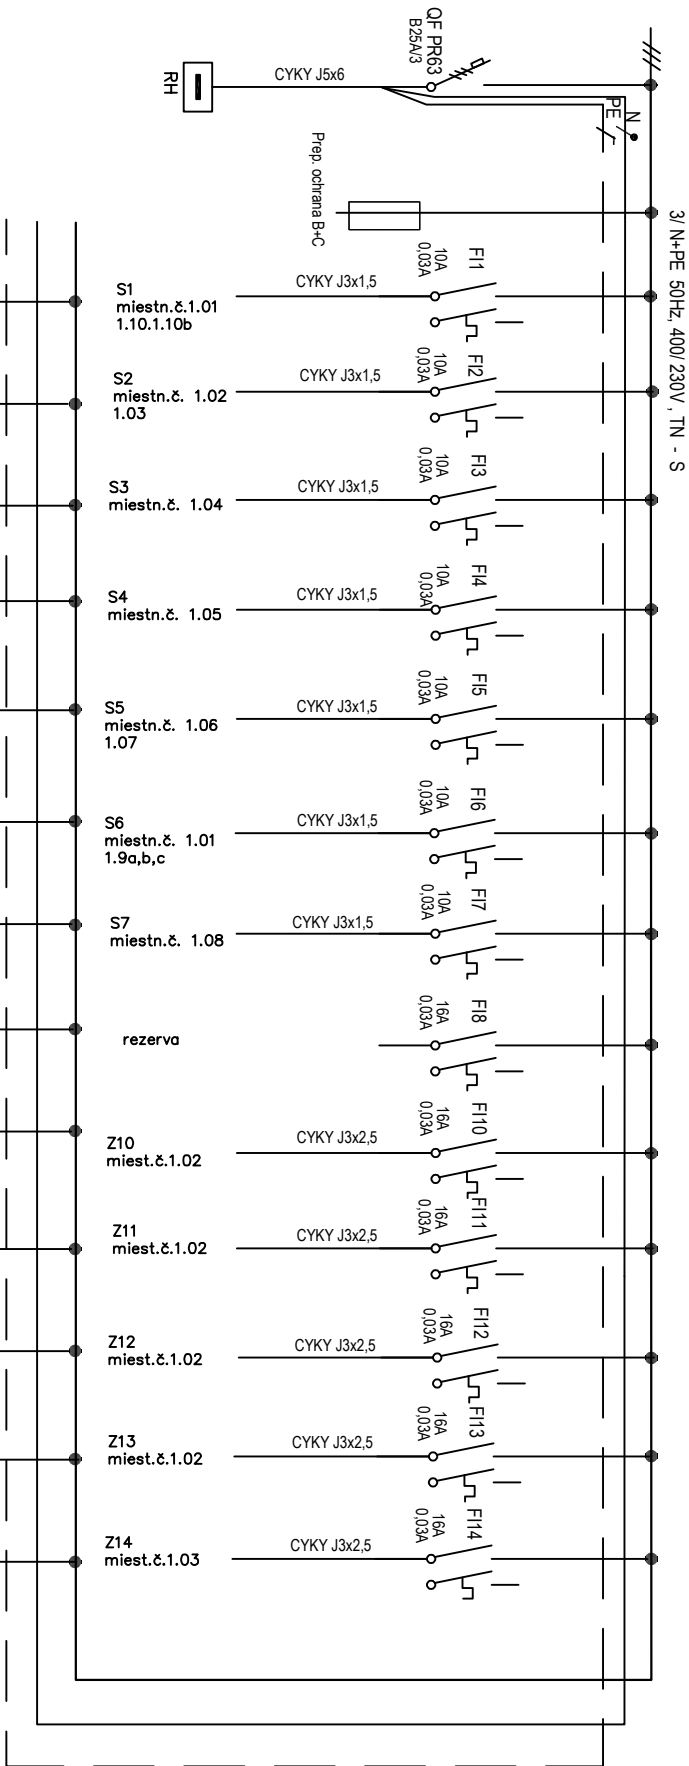 QF PR63
B25A/3
CYKY J5x6
RH
N
PE
Prep. ochrana B+C
3/ N+PE 50Hz, 400/230V , TN - S
S1
miestn.č.1.01
1.10.1.10b
CYKY J3x1,5
FI1
10A
0,03A
S2
miestn.č. 1.02
1.03
CYKY J3x1,5
FI2
10A
0,03A
S3
miestn.č. 1.04
CYKY J3x1,5
FI3
10A
0,03A
S4
miestn.č. 1.05
CYKY J3x1,5
FI4
10A
0,03A
S5
miestn.č. 1.06
1.07
CYKY J3x1,5
FI5
10A
0,03A
S6
miestn.č. 1.01
1.9a,b,c
CYKY J3x1,5
FI6
10A
0,03A
S7
miestn.č. 1.08
CYKY J3x1,5
FI7
10A
0,03A
rezerva
FI8
16A
0,03A
Z10
miest.č.1.02
CYKY J3x2,5
FI10
16A
0,03A
Z11
miest.č.1.02
CYKY J3x2,5
FI11
16A
0,03A
Z12
miest.č.1.02
CYKY J3x2,5
FI12
16A
0,03A
Z13
miest.č.1.02
CYKY J3x2,5
FI13
16A
0,03A
Z14
miest.č.1.03
CYKY J3x2,5
FI14
16A
0,03A